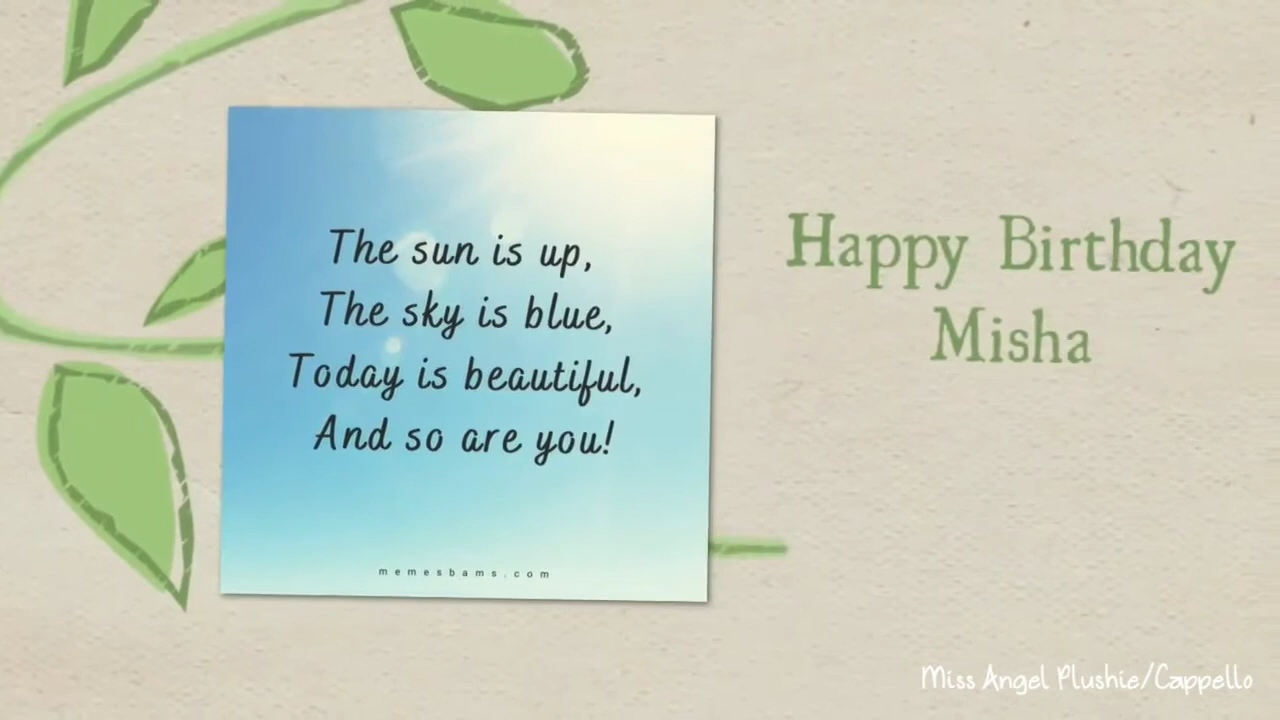 The sun is up,
The sky is blue,
Today is beautiful,
And so are you!
memesbams.com
Happy Birthday
Misha
Miss Angel Plushie/Cappello